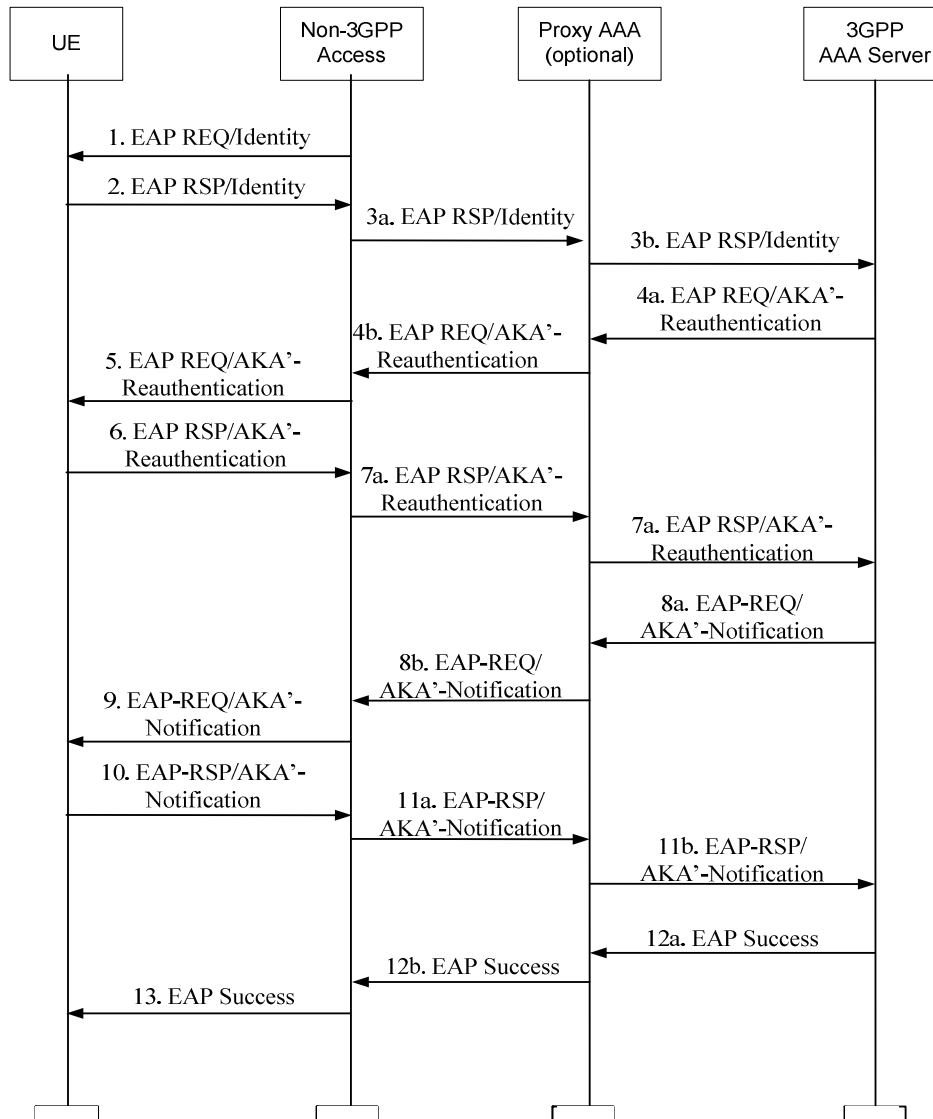 UE
Non-3GPP
Access
Proxy AAA
(optional)
3GPP
AAA Server
1. EAP REQ/Identity
2. EAP RSP/Identity
3a. EAP RSP/Identity
3b. EAP RSP/Identity
4a. EAP REQ/AKA’-
Reauthentication
4b. EAP REQ/AKA’-
Reauthentication
5. EAP REQ/AKA’-
Reauthentication
6. EAP RSP/AKA’-
Reauthentication
7a. EAP RSP/AKA’-
Reauthentication
7a. EAP RSP/AKA’-
Reauthentication
8a. EAP-REQ/
AKA’-Notification
8b. EAP-REQ/
AKA’-Notification
9. EAP-REQ/AKA’-
Notification
10. EAP-RSP/AKA’-
Notification
11a. EAP-RSP/
AKA’-Notification
11b. EAP-RSP/
AKA’-Notification
12a. EAP Success
12b. EAP Success
13. EAP Success